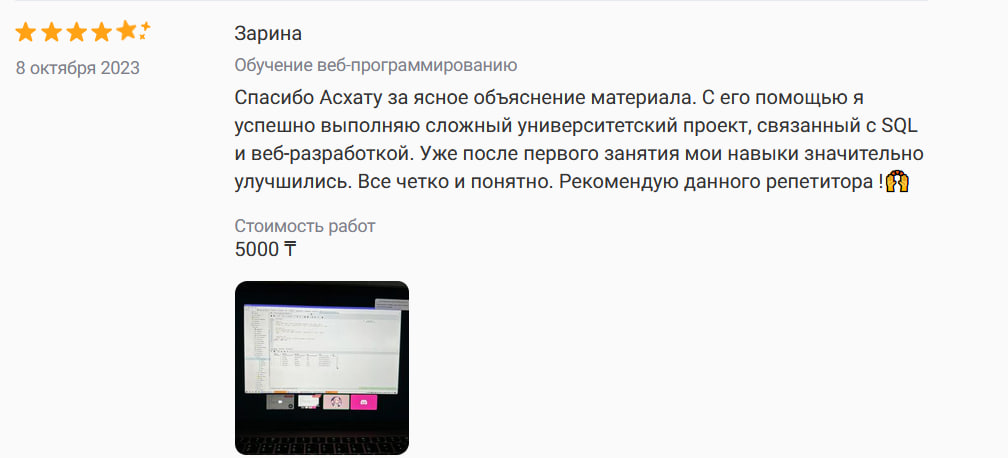 Зарина
8 октября 2023
Обучение веб-программированию
Спасибо Асхату за ясное объяснение материала. С его помощью я
успешно выполняю сложный университетский проект, связанный с SQL
и веб-разработкой. Уже после первого занятия мои навыки значительно
улучшились. Все четко и понятно. Рекомендую данного репетитора !🙌
Стоимость работ
5000 ₸